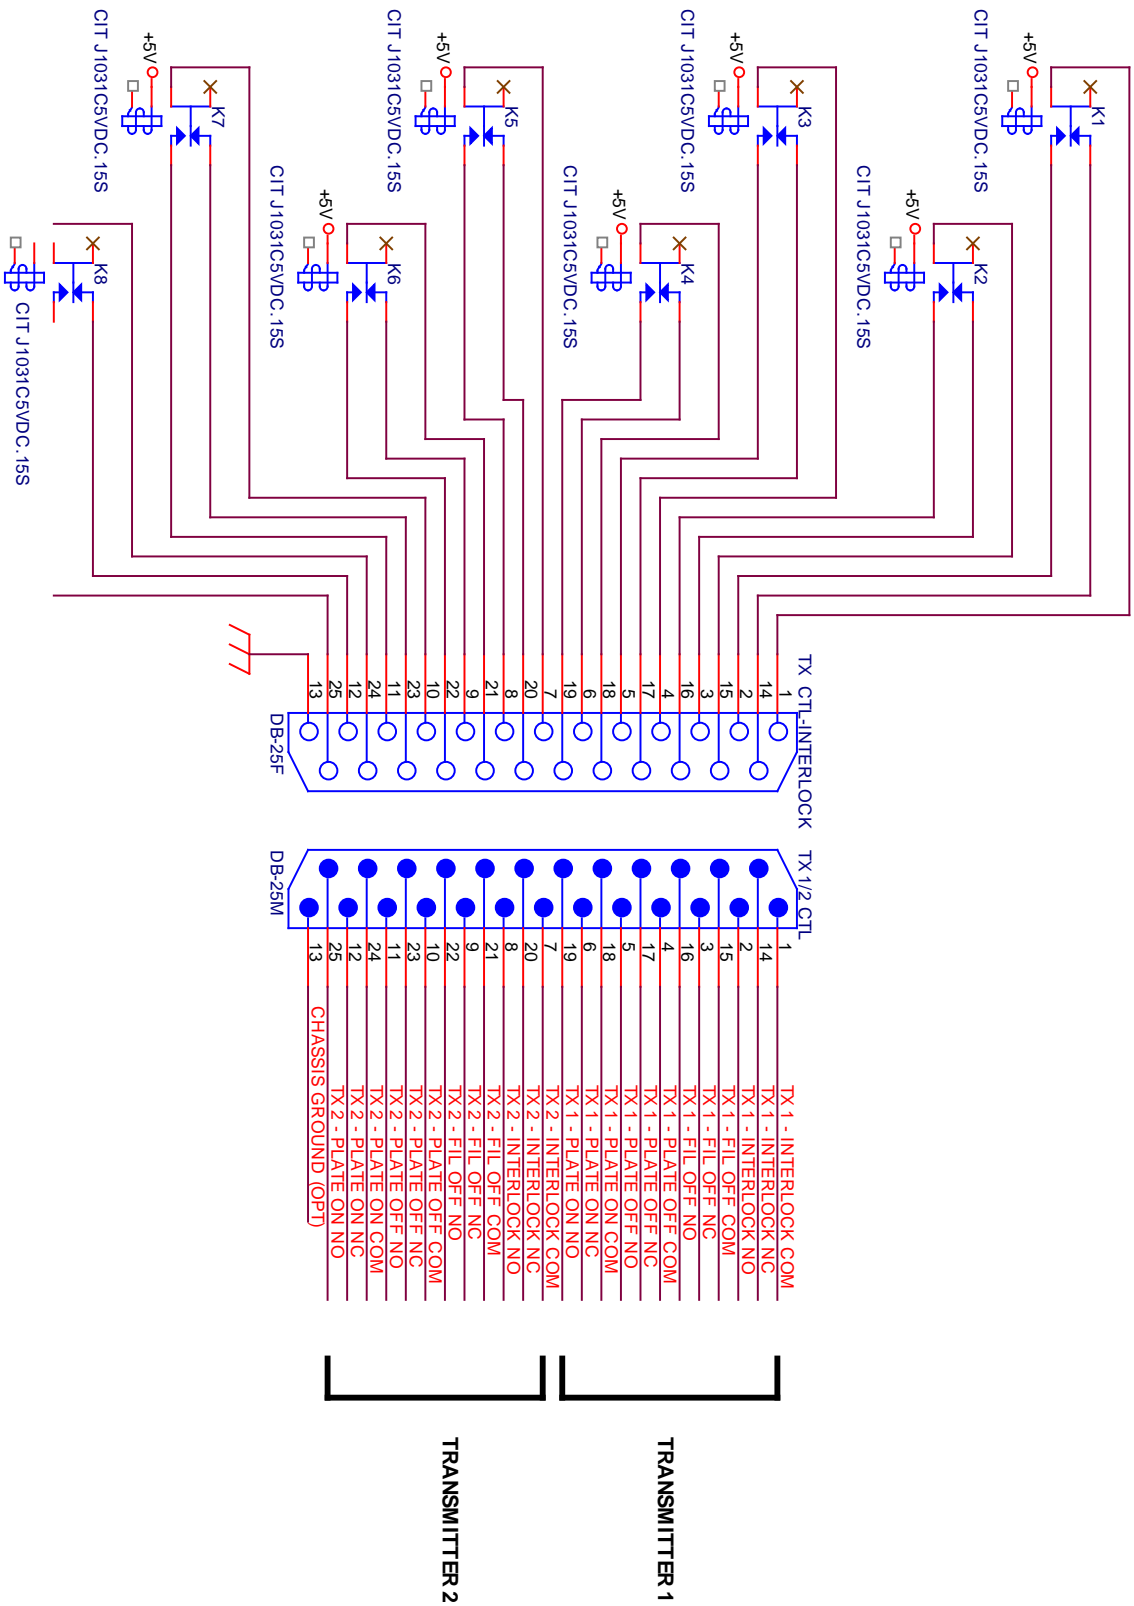 CIT J1031C5VDC.15S
+5V
K1
CIT J1031C5VDC.15S
+5V
K2
CIT J1031C5VDC.15S
+5V
K3
CIT J1031C5VDC.15S
+5V
K4
CIT J1031C5VDC.15S
+5V
K5
CIT J1031C5VDC.15S
+5V
K6
CIT J1031C5VDC.15S
+5V
K7
K8
CIT J1031C5VDC.15S
TX CTL-INTERLOCK
1
14
2
15
3
16
4
17
5
18
6
19
7
20
8
21
9
22
10
23
11
24
12
25
13
DB-25F
TX 1/2 CTL
1
14
2
15
3
16
4
17
5
18
6
19
7
20
8
21
9
22
10
23
11
24
12
25
13
DB-25M
TX 1 - INTERLOCK COM
TX 1 - INTERLOCK NC
TX 1 - INTERLOCK NO
TX 1 - FIL OFF COM
TX 1 - FIL OFF NC
TX 1 - FIL OFF NO
TX 1 - PLATE OFF COM
TX 1 - PLATE OFF NC
TX 1 - PLATE OFF NO
TX 1 - PLATE ON COM
TX 1 - PLATE ON NC
TX 1 - PLATE ON NO
TX 2 - INTERLOCK COM
TX 2 - INTERLOCK NC
TX 2 - INTERLOCK NO
TX 2 - FIL OFF COM
TX 2 - FIL OFF NC
TX 2 - FIL OFF NO
TX 2 - PLATE OFF COM
TX 2 - PLATE OFF NC
TX 2 - PLATE OFF NO
TX 2 - PLATE ON COM
TX 2 - PLATE ON NC
TX 2 - PLATE ON NO
CHASSIS GROUND (OPT)
TRANSMITTER 1
TRANSMITTER 2